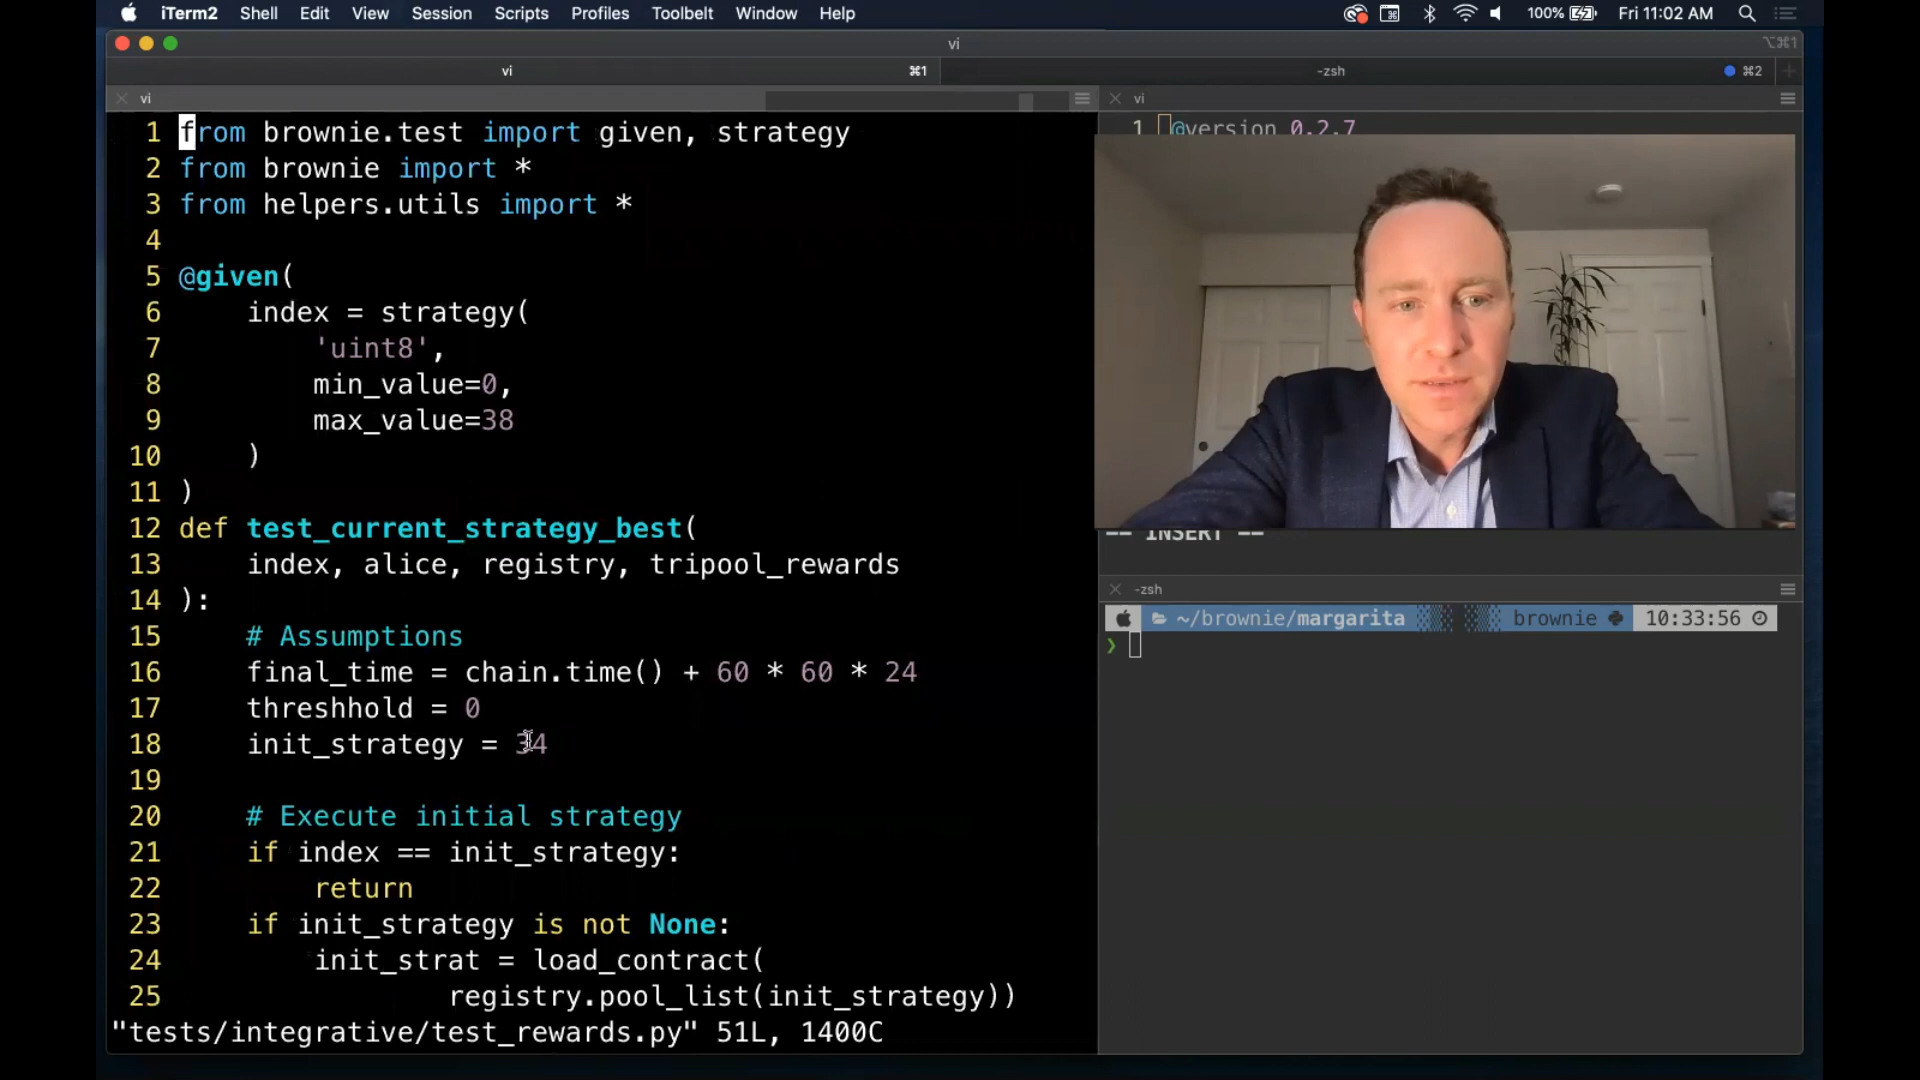 iTerm2 Shell Edit View Session Scripts Profiles Toolbelt Window Help 100% Fri 11:02 AM
vi ⌥⌘1
vi ⌘1 -zsh ⌘2
vi
1 from brownie.test import given, strategy
2 from brownie import *
3 from helpers.utils import *
4
5 @given(
6 index = strategy(
7 'uint8',
8 min_value=0,
9 max_value=38
10 )
11 )
12 def test_current_strategy_best(
13 index, alice, registry, tripool_rewards
14 ):
15 # Assumptions
16 final_time = chain.time() + 60 * 60 * 24
17 threshhold = 0
18 init_strategy = 34
19
20 # Execute initial strategy
21 if index == init_strategy:
22 return
23 if init_strategy is not None:
24 init_strat = load_contract(
25 registry.pool_list(init_strategy))
"tests/integrative/test_rewards.py" 51L, 1400C
vi
1 @version 0.2.7
-- INSERT --
-zsh
~/brownie/margarita brownie 10:33:56
❯